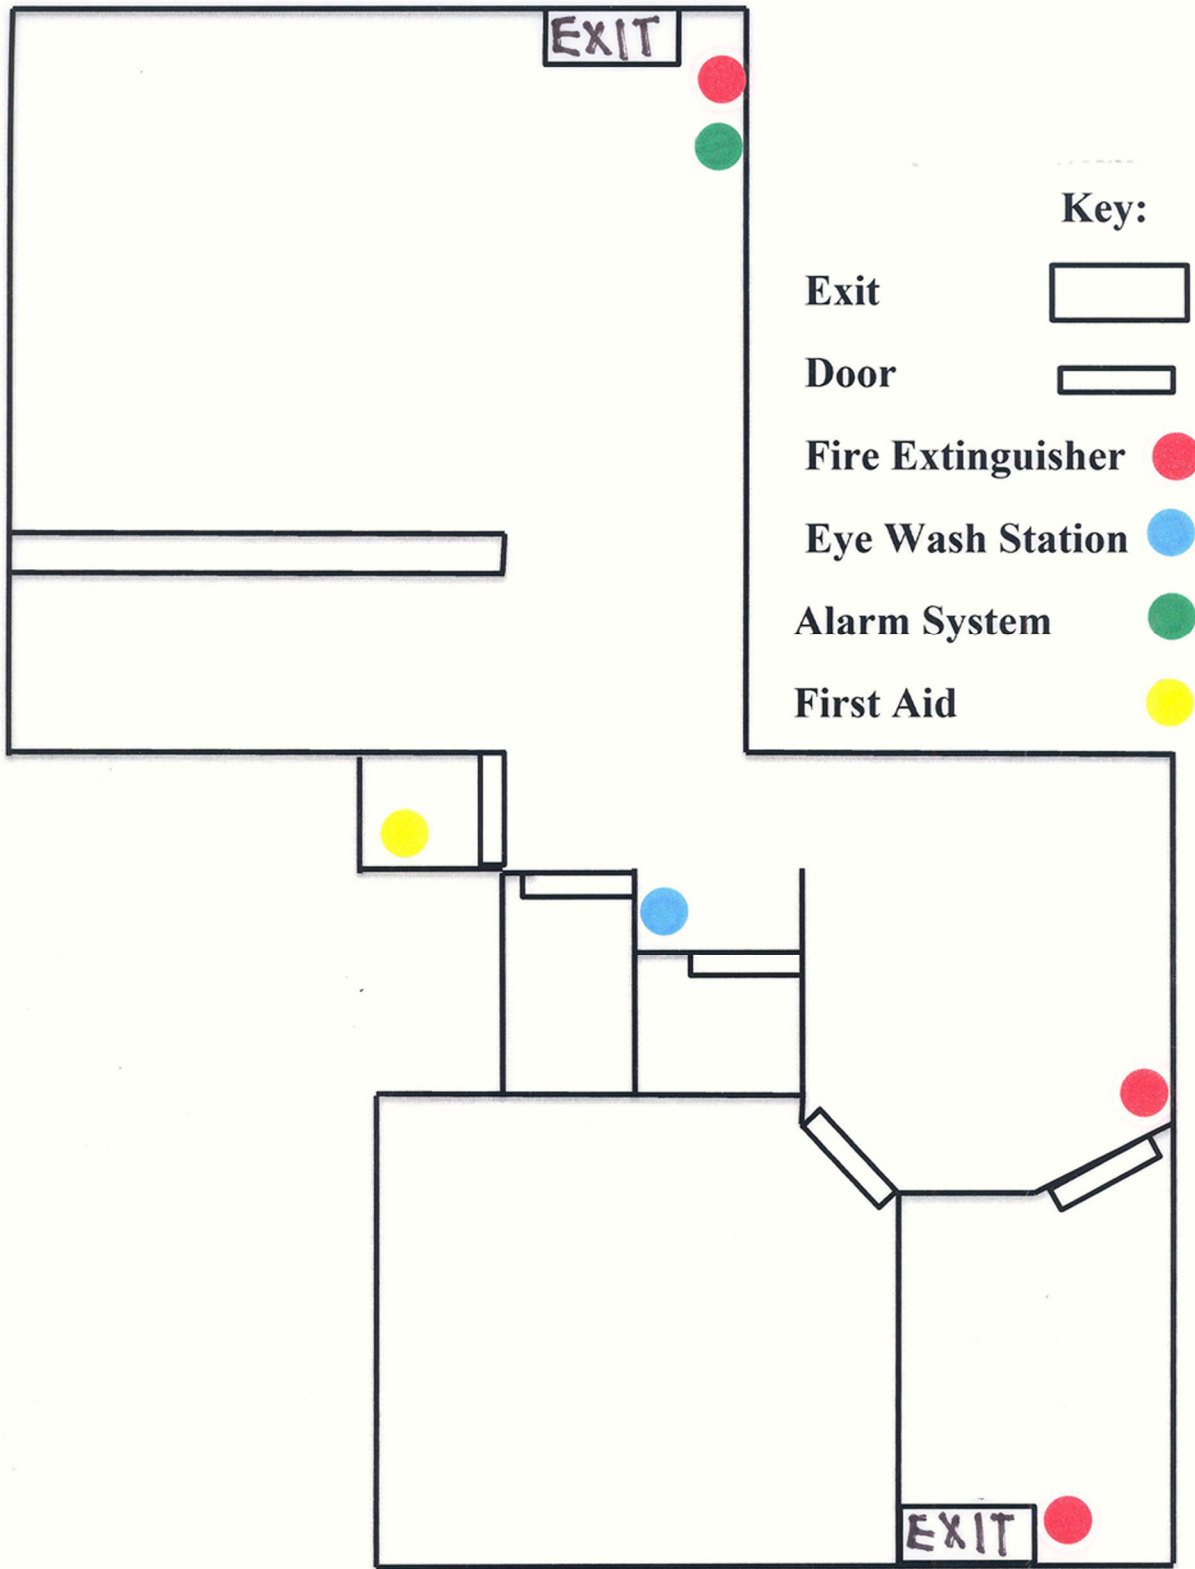 EXIT
Key:
Exit
Door
Fire Extinguisher
Eye Wash Station
Alarm System
First Aid
EXIT